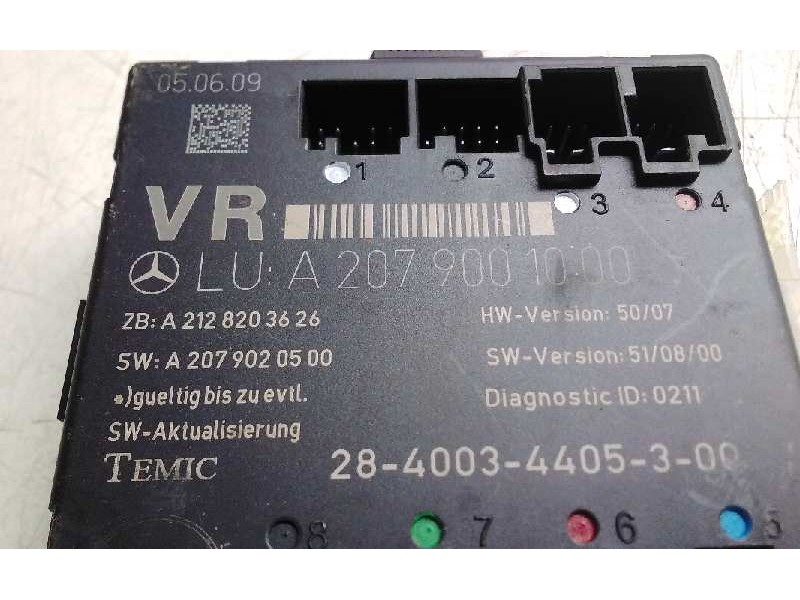 05.06.09
1 2
3 4
VR
LU: A 207 900 10 00
ZB: A 212 820 36 26
HW-Version: 50/07
SW: A 207 902 05 00
SW-Version: 51/08/00
*)gueltig bis zu evtl.
Diagnostic ID: 0211
SW-Aktualisierung
TEMIC
28-4003-4405-3-00
8 7 6 5